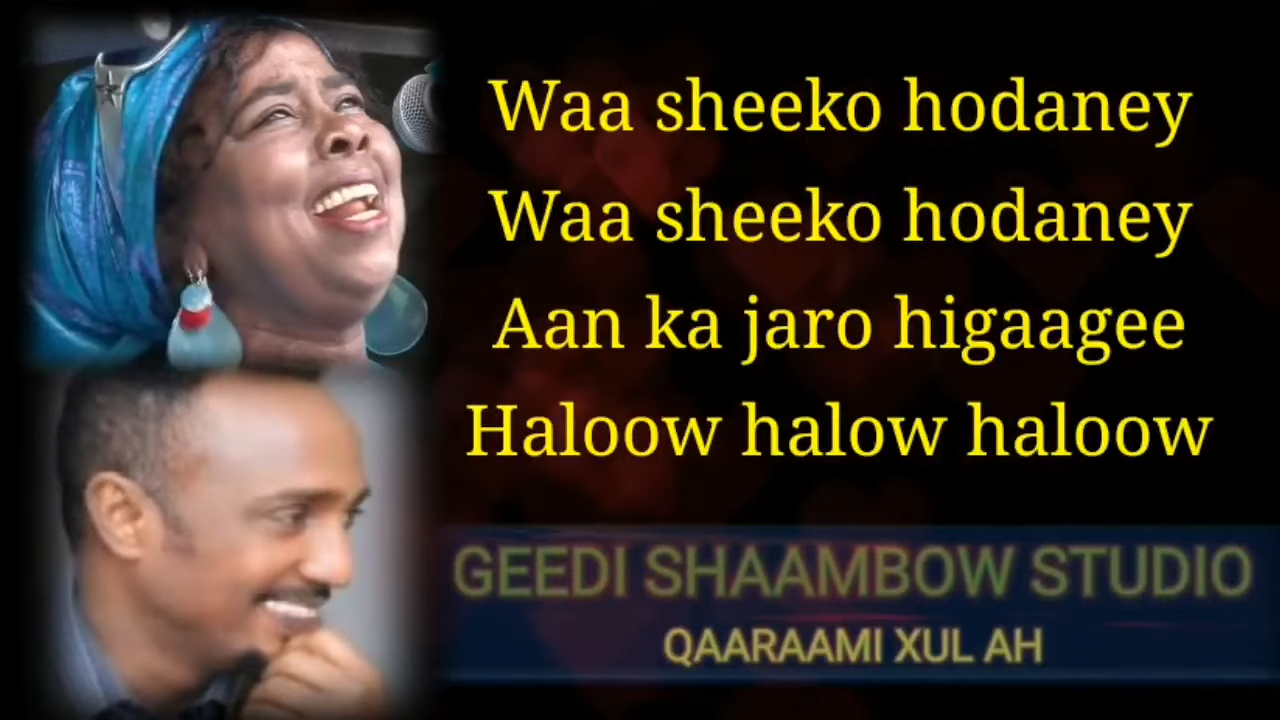 Waa sheeko hodaney
Waa sheeko hodaney
Aan ka jaro higaagee
Haloow halow haloow
GEEDI SHAAMBOW STUDIO
QAARAAMI XUL AH